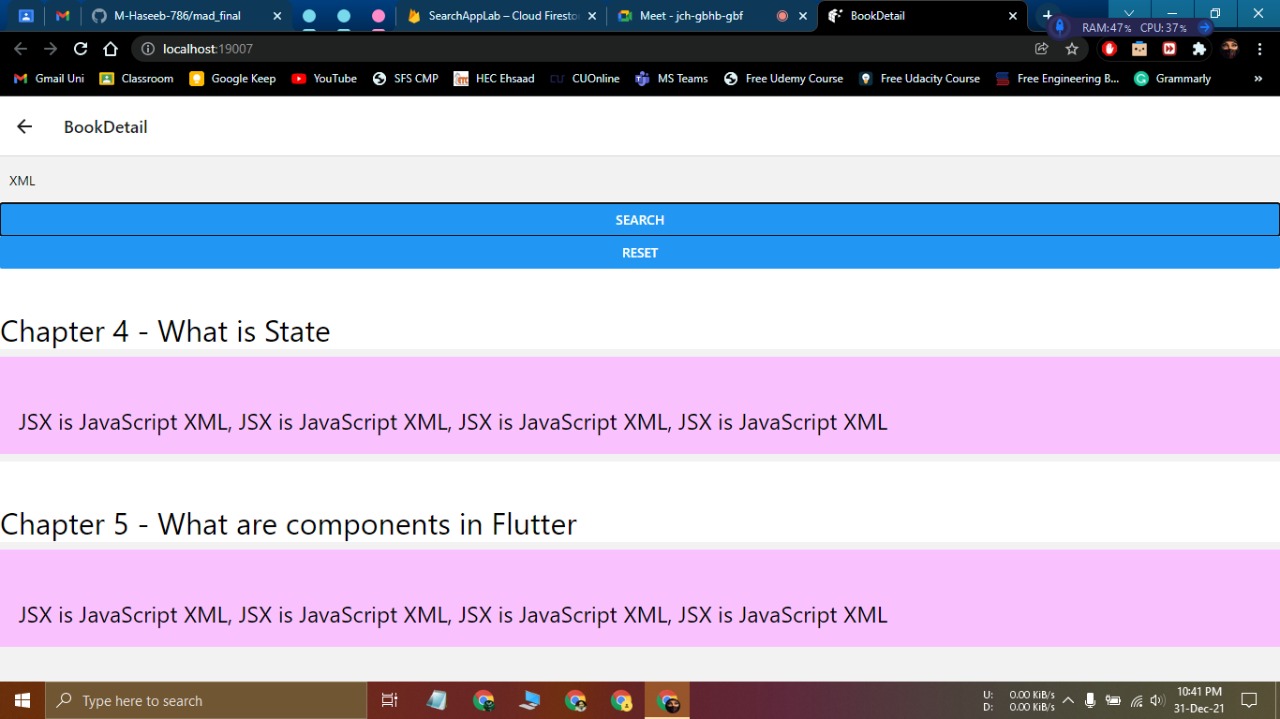 M-Haseeb-786/mad_final
SearchAppLab – Cloud Firesto
Meet - jch-gbhb-gbf
BookDetail
RAM:47% CPU:37%
localhost:19007
Gmail Uni
Classroom
Google Keep
YouTube
SFS CMP
HEC Ehsaad
CU CUOnline
MS Teams
Free Udemy Course
Free Udacity Course
Free Engineering B...
Grammarly
»
BookDetail
XML
SEARCH
RESET
Chapter 4 - What is State
JSX is JavaScript XML, JSX is JavaScript XML, JSX is JavaScript XML, JSX is JavaScript XML
Chapter 5 - What are components in Flutter
JSX is JavaScript XML, JSX is JavaScript XML, JSX is JavaScript XML, JSX is JavaScript XML
Type here to search
U: 0.00 KiB/s
D: 0.00 KiB/s
10:41 PM
31-Dec-21